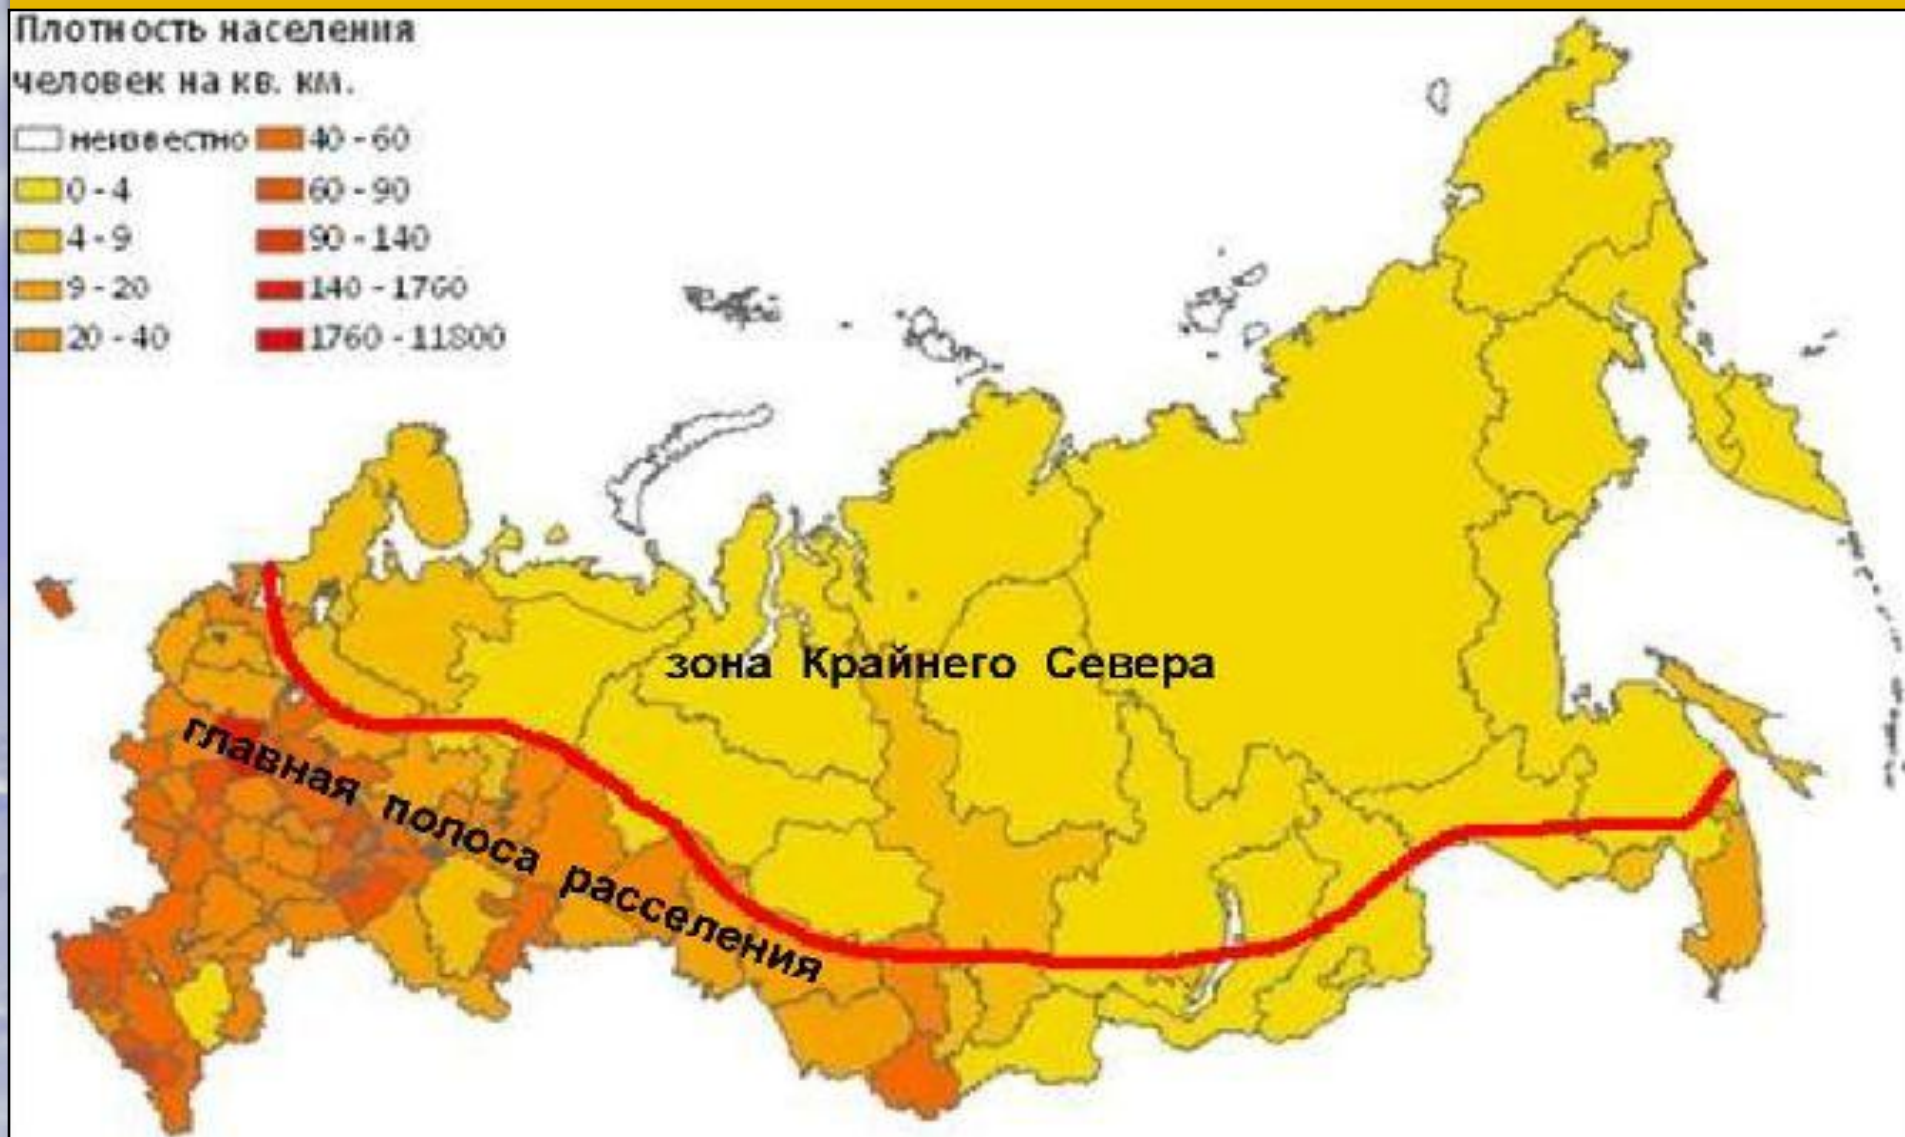 Плотность населения
человек на кв. км.
неизвестно
0 - 4
4 - 9
9 - 20
20 - 40
40 - 60
60 - 90
90 - 140
140 - 1760
1760 - 11800
зона Крайнего Севера
главная полоса расселения